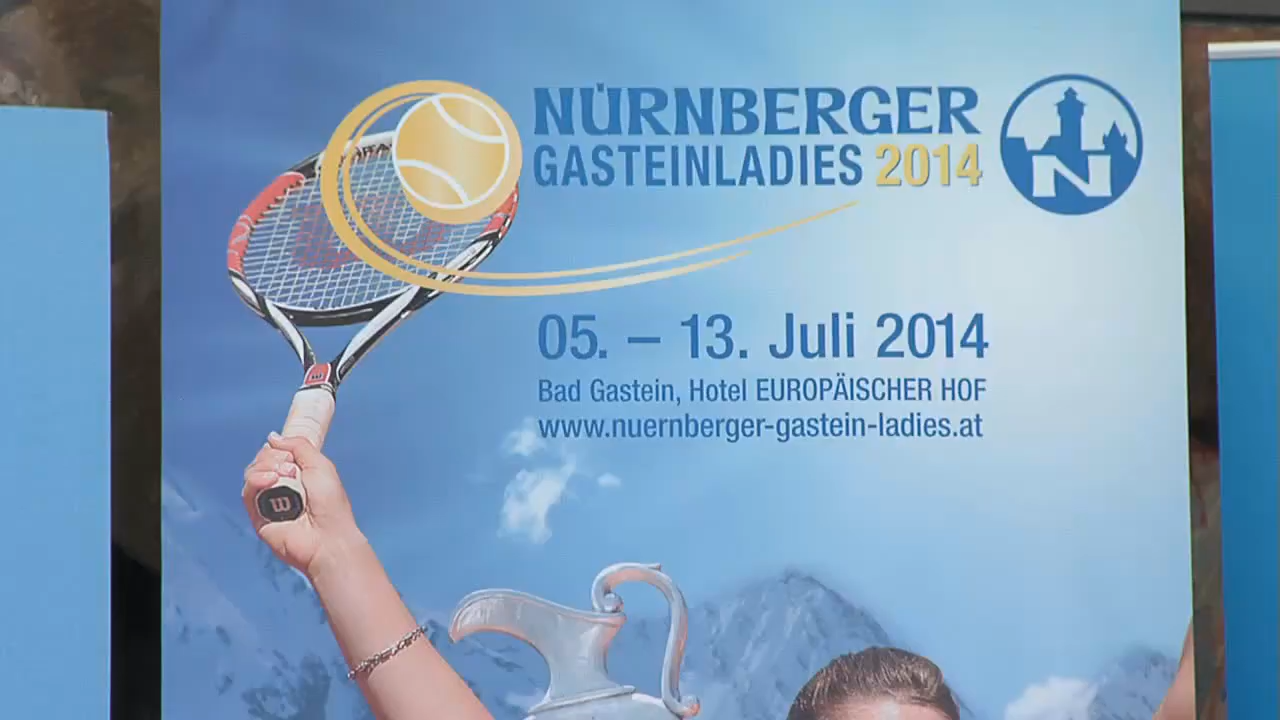 NÜRNBERGER
GASTEINLADIES 2014
N
05. – 13. Juli 2014
Bad Gastein, Hotel EUROPÄISCHER HOF
www.nuernberger-gastein-ladies.at
W